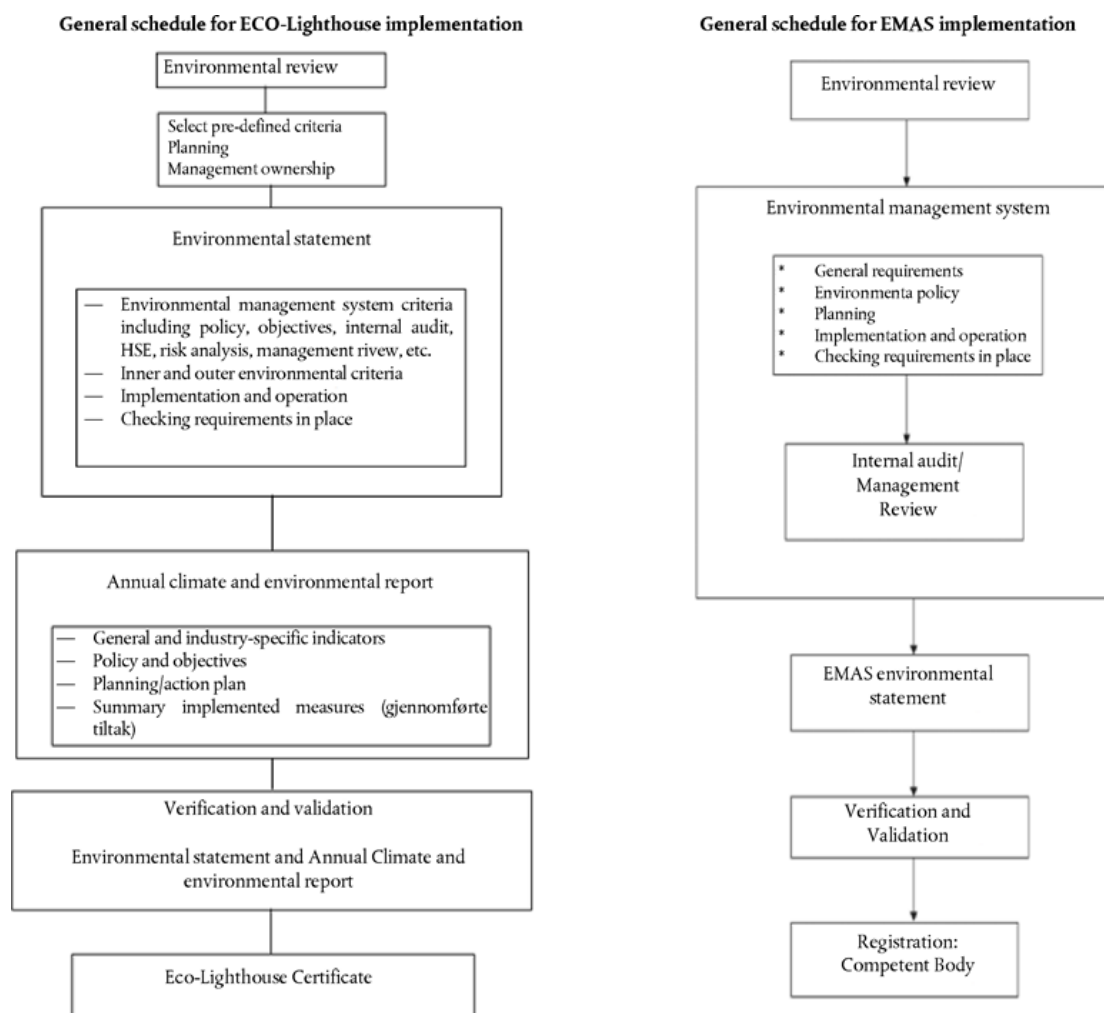 General schedule for ECO-Lighthouse implementation
Environmental review
Select pre-defined criteria
Planning
Management ownership
Environmental statement
— Environmental management system criteria
including policy, objectives, internal audit,
HSE, risk analysis, management rivew, etc.
— Inner and outer environmental criteria
— Implementation and operation
— Checking requirements in place
Annual climate and environmental report
— General and industry-specific indicators
— Policy and objectives
— Planning/action plan
— Summary implemented measures (gjennomførte
tiltak)
Verification and validation
Environmental statement and Annual Climate and
environmental report
Eco-Lighthouse Certificate
General schedule for EMAS implementation
Environmental review
Environmental management system
* General requirements
* Environmenta policy
* Planning
* Implementation and operation
* Checking requirements in place
Internal audit/
Management
Review
EMAS environmental
statement
Verification and
Validation
Registration:
Competent Body